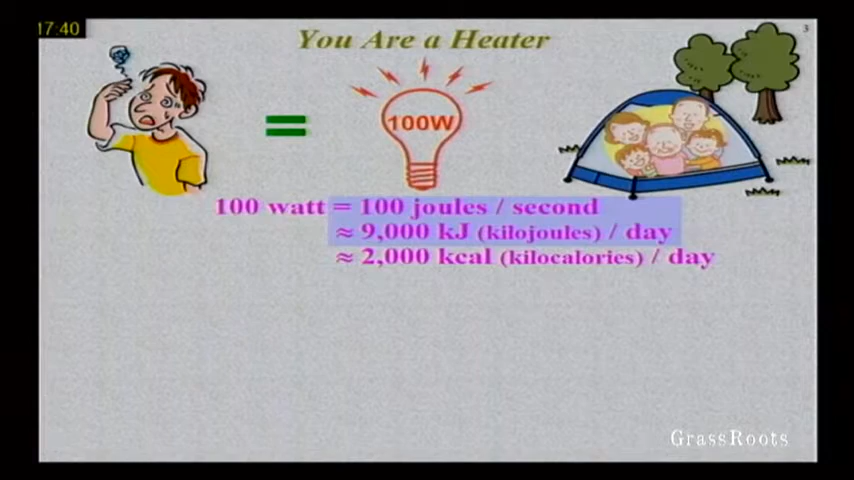 17:40
3
You Are a Heater
100W
100 watt = 100 joules / second
≈ 9,000 kJ (kilojoules) / day
≈ 2,000 kcal (kilocalories) / day
GrassRoots